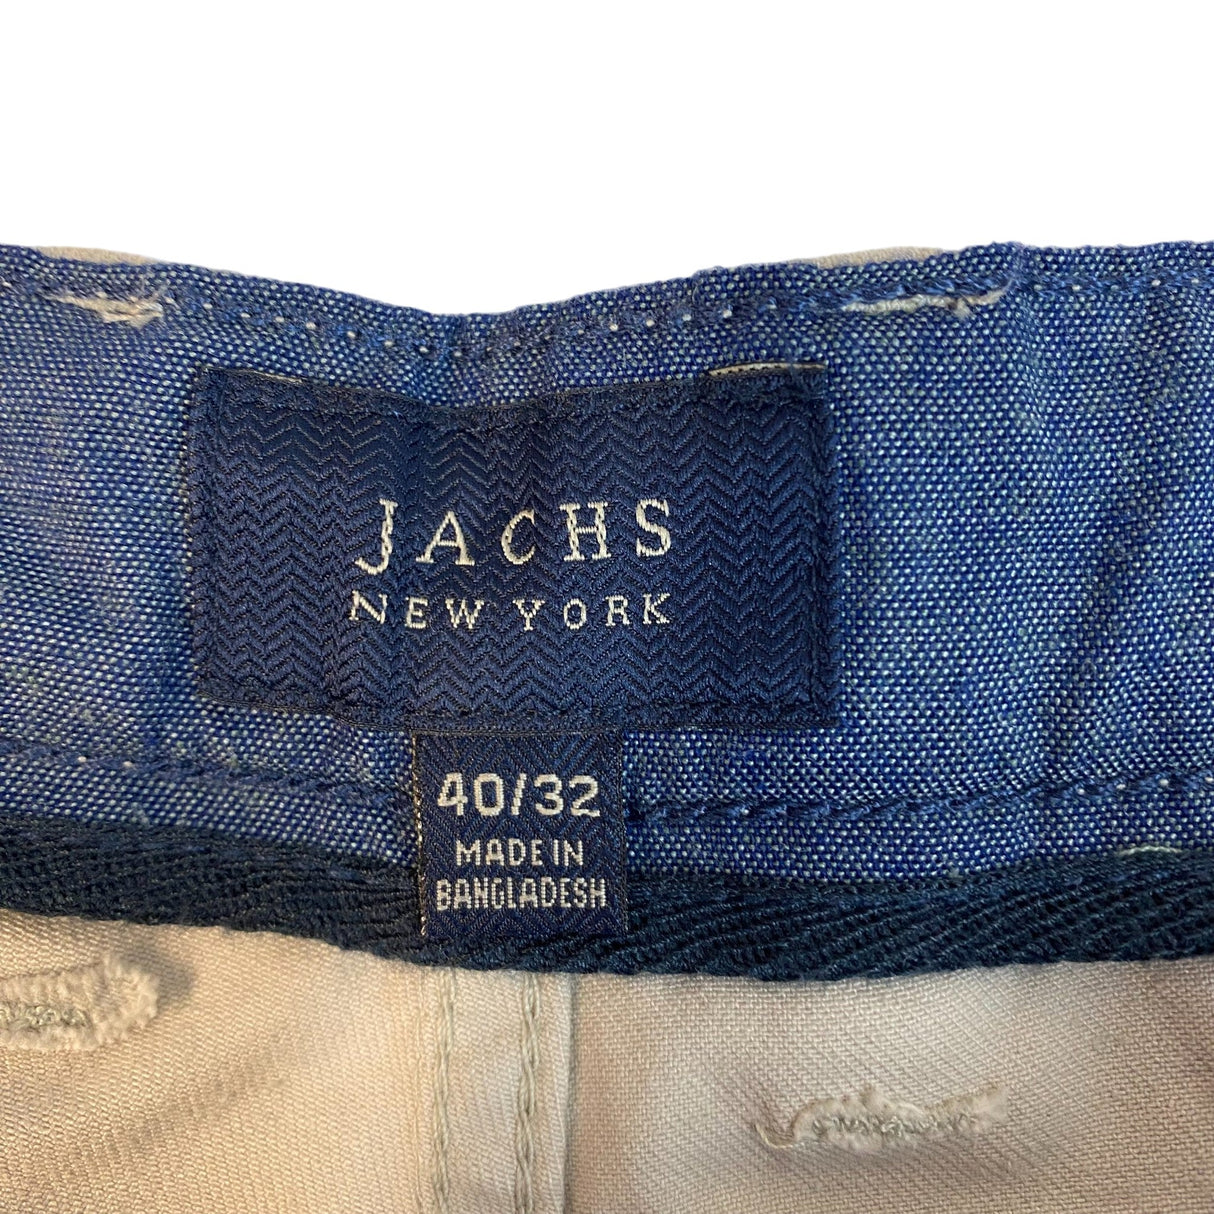 JACHS
NEW YORK
40/32
MADE IN
BANGLADESH